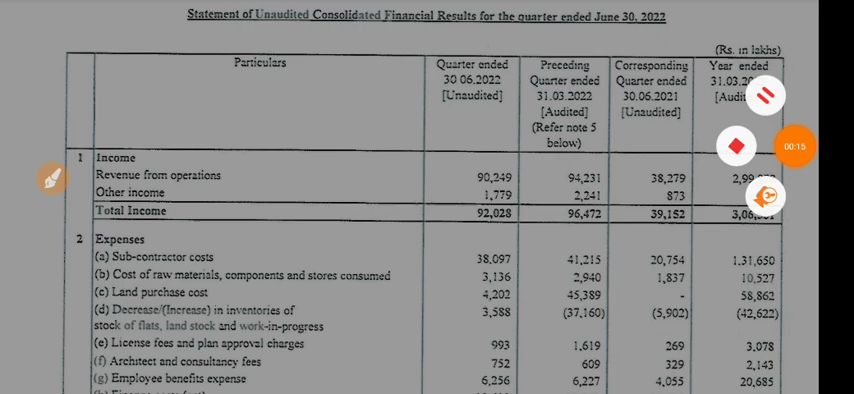 Statement of Unaudited Consolidated Financial Results for the quarter ended June 30, 2022
(Rs. in lakhs)
Particulars Quarter ended 30 06.2022 [Unaudited] Preceding Quarter ended 31.03.2022 [Audited] (Refer note 5 below) Corresponding Quarter ended 30.06.2021 [Unaudited] Year ended
1 Income
Revenue from operations 90,249 94,231 38,279
Other income 1,779 2,241 873
Total Income 92,028 96,472 39,152
2 Expenses
(a) Sub-contractor costs 38,097 41,215 20,754 1,31,650
(b) Cost of raw materials, components and stores consumed 3,136 2,940 1,837 10,527
(c) Land purchase cost 4,202 45,389 - 58,862
(d) Decrease/(Increase) in inventories of 3,588 (37,160) (5,902) (42,622)
stock of flats, land stock and work-in-progress
(e) License fees and plan approval charges 993 1,619 269 3,078
(f) Architect and consultancy fees 752 609 329 2,143
(g) Employee benefits expense 6,256 6,227 4,055 20,685
00:15